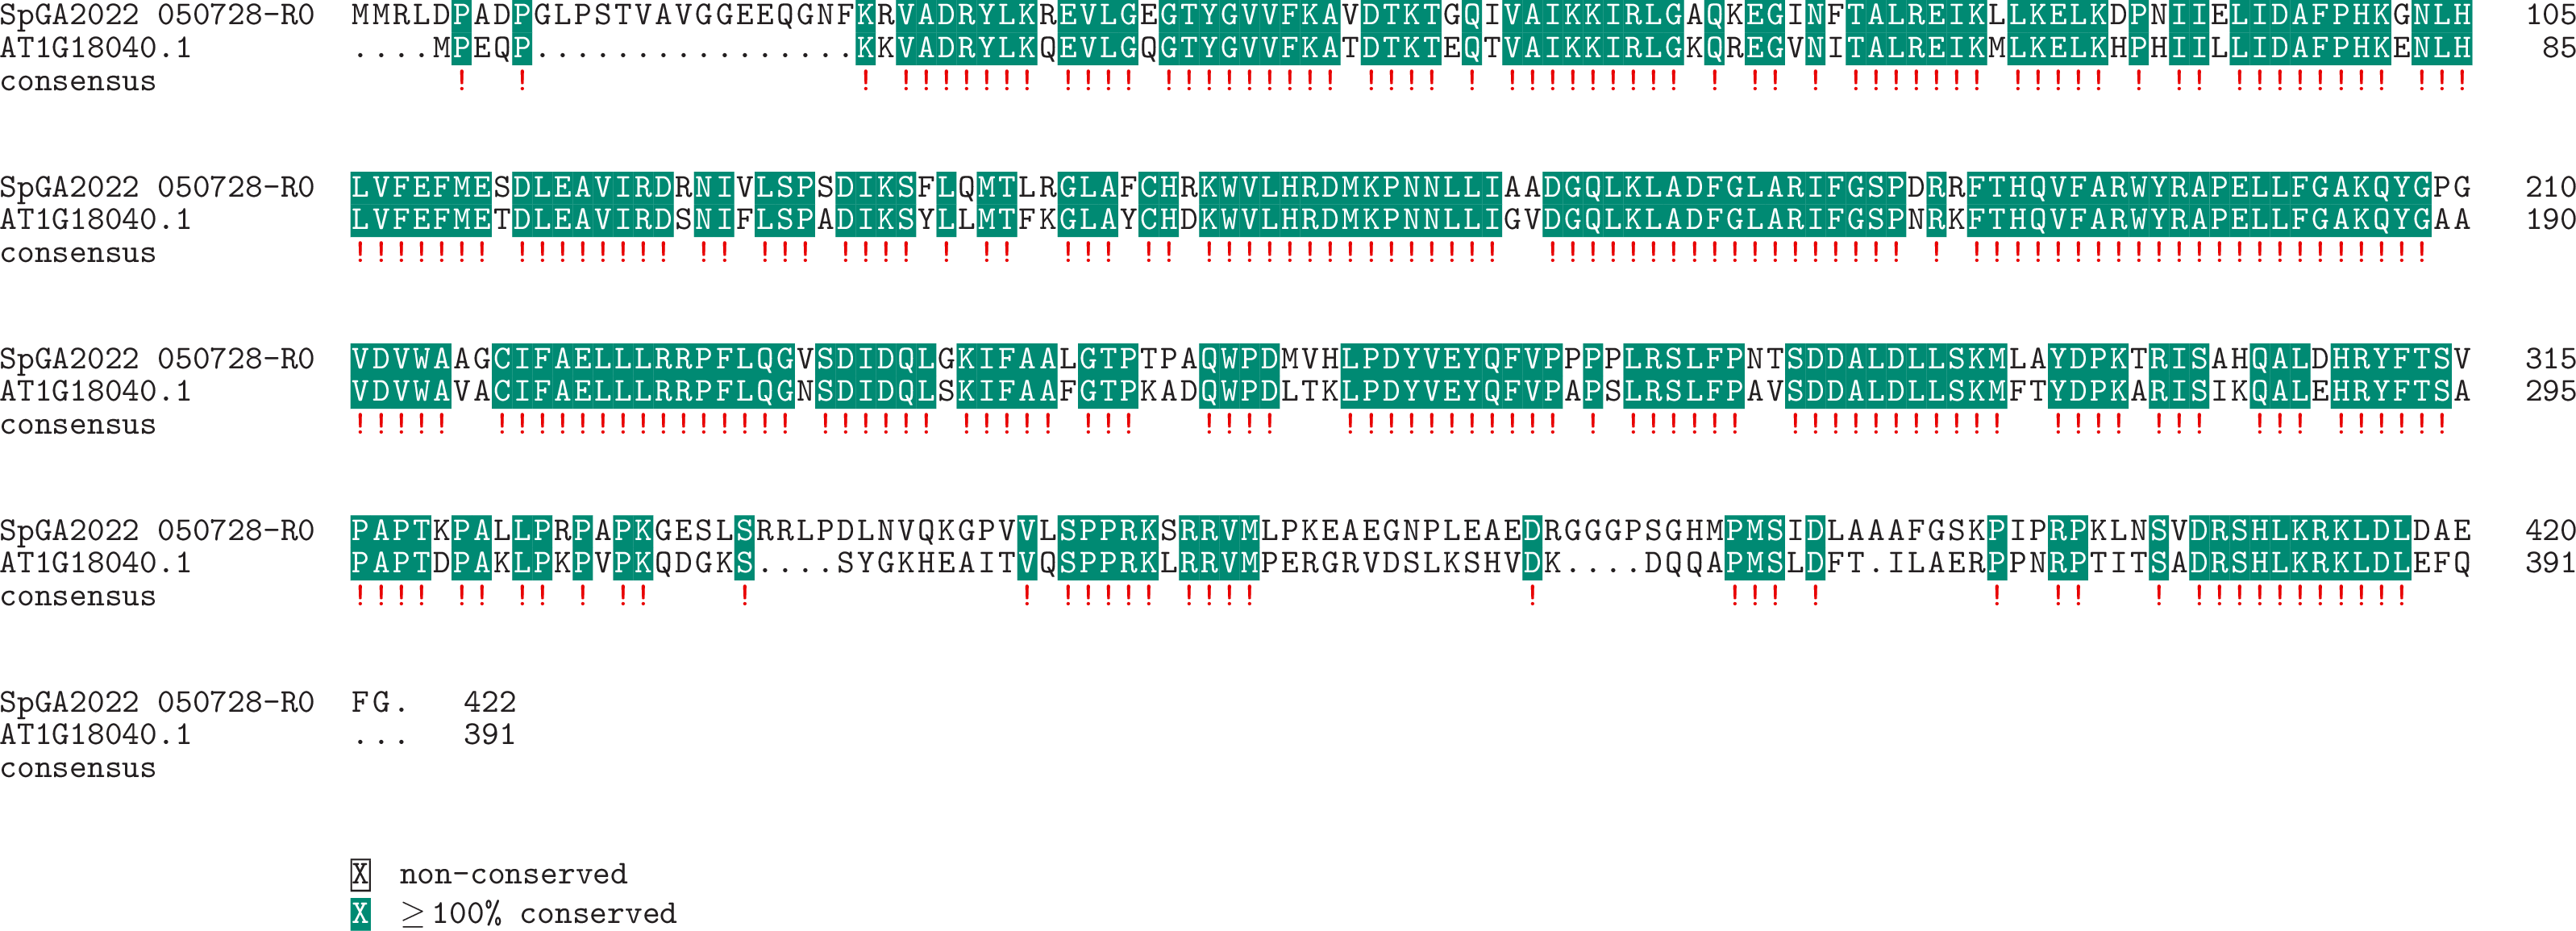 SpGA2022 050728-R0 MMRLDPADPGLPSTVAVGGEEQGNFKRVADRYLKREVLGEGTYGVVFKAVDTKTGQIVAIKKIRLGAQKEGINFTALREIKLLKELKDPNIIELIDAFPHKGNLH 105
AT1G18040.1 ....MPEQP................KKVADRYLKQEVLGQGTYGVVFKATDTKTEQTVAIKKIRLGKQREGVNITALREIKMLKELKHPHIILLIDAFPHKENLH 85
consensus ! ! ! !!!!!!! !!!! !!!!!!!!! !!!! ! !!!!!!!!! ! !! ! !!!!!!! !!!!! ! !! !!!!!!!! !!!
SpGA2022 050728-R0 LVFEFMESDLEAVIRDRNIVLSPSDIKSFLQMTLRGLAFCHRKWVLHRDMKPNNLLIAADGQLKLADFGLARIFGSPDRRFTHQVFARWYRAPELLFGAKQYGPG 210
AT1G18040.1 LVFEFMETDLEAVIRDSNIFLSPADIKSYLLMTFKGLAYCHDKWVLHRDMKPNNLLIGVDGQLKLADFGLARIFGSPNRKFTHQVFARWYRAPELLFGAKQYGAA 190
consensus !!!!!!! !!!!!!!! !! !!! !!!! ! !! !!! !! !!!!!!!!!!!!!!! !!!!!!!!!!!!!!!!!! ! !!!!!!!!!!!!!!!!!!!!!!!
SpGA2022 050728-R0 VDVWAAGCIFAELLLRRPFLQGVSDIDQLGKIFAALGTPTPAQWPDMVHLPDYVEYQFVPPPPLRSLFPNTSDDALDLLSKMLAYDPKTRISAHQALDHRYFTSV 315
AT1G18040.1 VDVWAVACIFAELLLRRPFLQGNSDIDQLSKIFAAFGTPKADQWPDLTKLPDYVEYQFVPAPSLRSLFPAVSDDALDLLSKMFTYDPKARISIKQALEHRYFTSA 295
consensus !!!!! !!!!!!!!!!!!!!! !!!!!! !!!!! !!! !!!! !!!!!!!!!!! ! !!!!!! !!!!!!!!!!! !!!! !!! !!! !!!!!!
SpGA2022 050728-R0 PAPTKPALLPRPAPKGESLSRRLPDLNVQKGPVVLSPPRKSRRVMLPKEAEGNPLEAEDRGGGPSGHMPMSIDLAAAFGSKPIPRPKLNSVDRSHLKRKLDLDAE 420
AT1G18040.1 PAPTDPAKLPKPVPKQDGKS....SYGKHEAITVQSPPRKLRRVMPERGRVDSLKSHVDK....DQQAPMSLDFT.ILAERPPNRPTITSADRSHLKRKLDLEFQ 391
consensus !!!! !! !! ! !! ! ! !!!!! !!!! ! !!! ! ! !! ! !!!!!!!!!!!
SpGA2022 050728-R0 FG. 422
AT1G18040.1 ... 391
consensus
X non-conserved
X ≥100% conserved